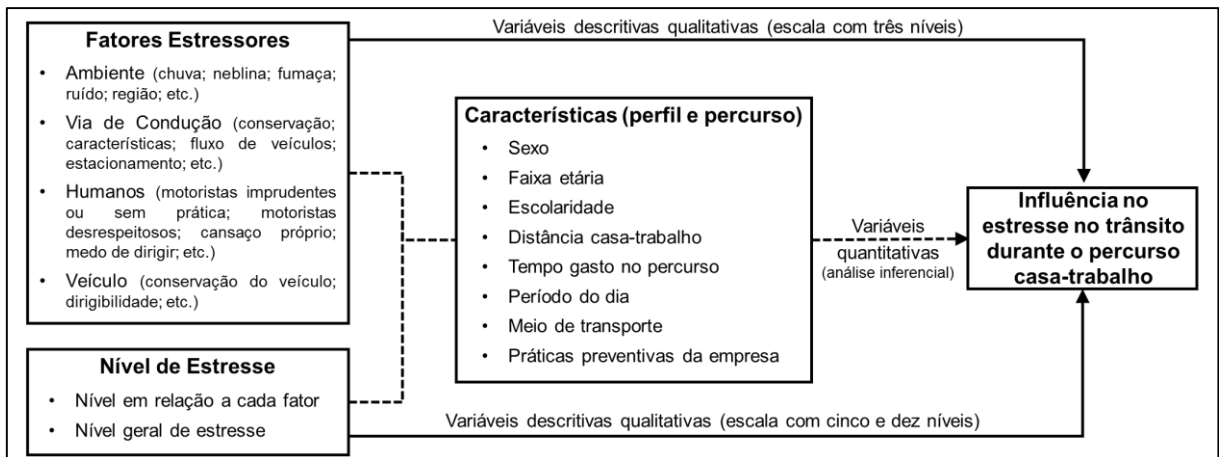 Fatores Estressores
• Ambiente (chuva; neblina; fumaça;
ruído; região; etc.)
• Via de Condução (conservação;
características; fluxo de veículos;
estacionamento; etc.)
• Humanos (motoristas imprudentes
ou sem prática; motoristas
desrespeitosos; cansaço próprio;
medo de dirigir; etc.)
• Veículo (conservação do veículo;
dirigibilidade; etc.)
Nível de Estresse
• Nível em relação a cada fator
• Nível geral de estresse
Variáveis descritivas qualitativas (escala com três níveis)
Características (perfil e percurso)
• Sexo
• Faixa etária
• Escolaridade
• Distância casa-trabalho
• Tempo gasto no percurso
• Período do dia
• Meio de transporte
• Práticas preventivas da empresa
Variáveis
quantitativas
(análise inferencial)
Influência no
estresse no trânsito
durante o percurso
casa-trabalho
Variáveis descritivas qualitativas (escala com cinco e dez níveis)